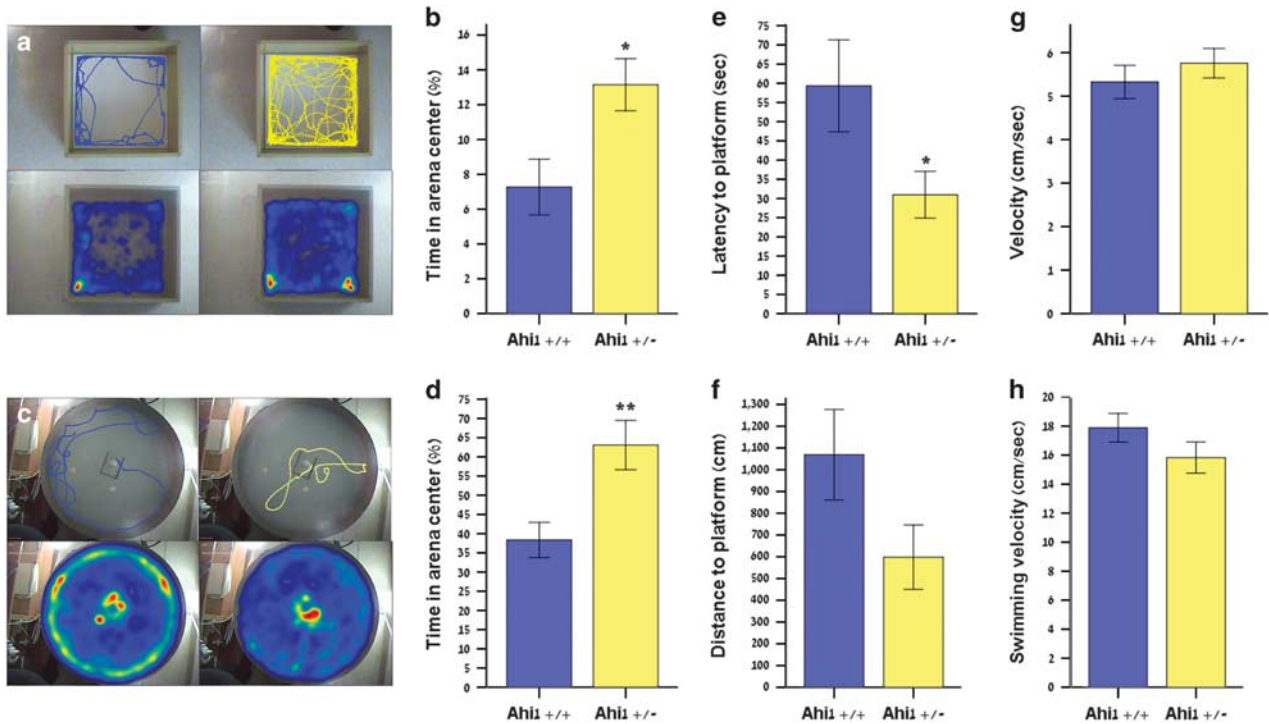 a
b
Time in arena center (%)
16
14
12
10
8
6
4
2
0
Ahi1 +/+
Ahi1 +/-
*
e
Latency to platform (sec)
75
70
65
60
55
50
45
40
35
30
25
20
15
10
5
0
Ahi1 +/+
Ahi1 +/-
*
g
Velocity (cm/sec)
6
5
5
3
2
1
0
Ahi1 +/+
Ahi1 +/-
c
d
Time in arena center (%)
75
70
65
60
55
50
45
40
35
30
25
20
15
10
5
0
Ahi1 +/+
Ahi1 +/-
**
f
Distance to platform (cm)
1,300
1,200
1,100
1,000
900
800
700
600
500
400
300
200
100
0
Ahi1 +/+
Ahi1 +/-
h
Swimming velocity (cm/sec)
20
18
16
14
12
10
8
6
4
2
0
Ahi1 +/+
Ahi1 +/-